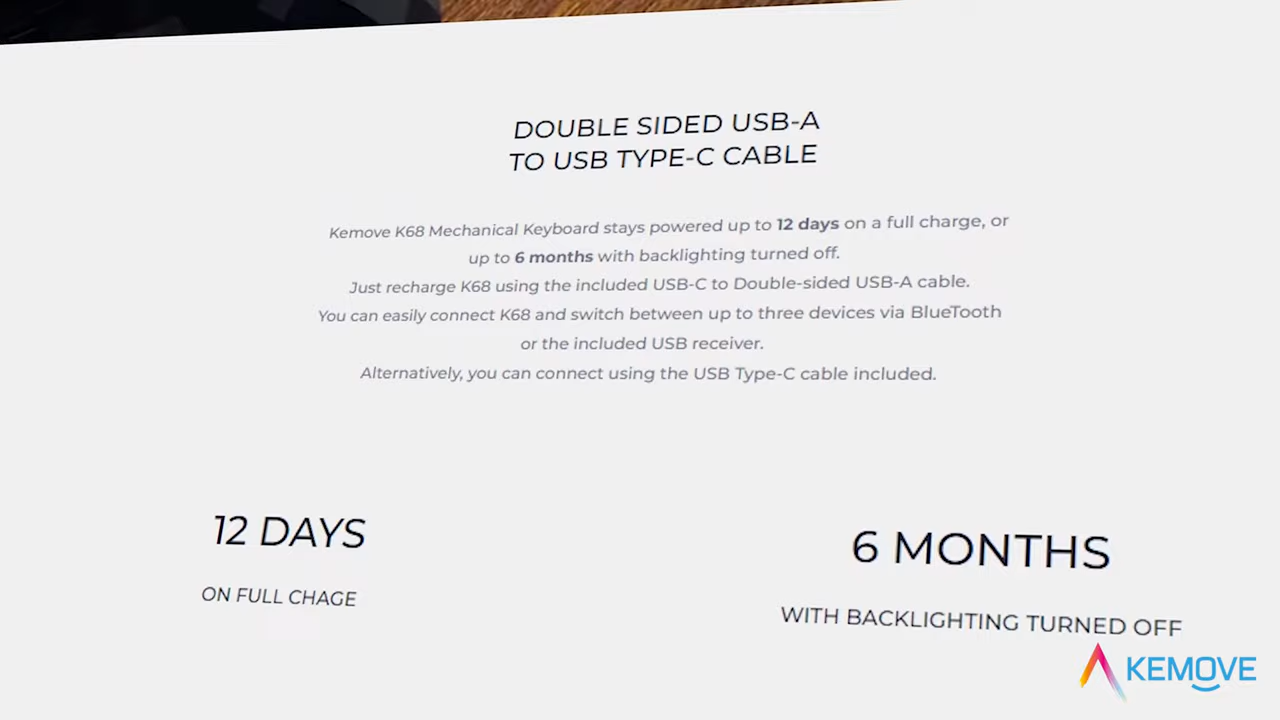 DOUBLE SIDED USB-A
TO USB TYPE-C CABLE
Kemove K68 Mechanical Keyboard stays powered up to 12 days on a full charge, or
up to 6 months with backlighting turned off.
Just recharge K68 using the included USB-C to Double-sided USB-A cable.
You can easily connect K68 and switch between up to three devices via BlueTooth
or the included USB receiver.
Alternatively, you can connect using the USB Type-C cable included.
12 DAYS
ON FULL CHAGE
6 MONTHS
WITH BACKLIGHTING TURNED OFF
KEMOVE